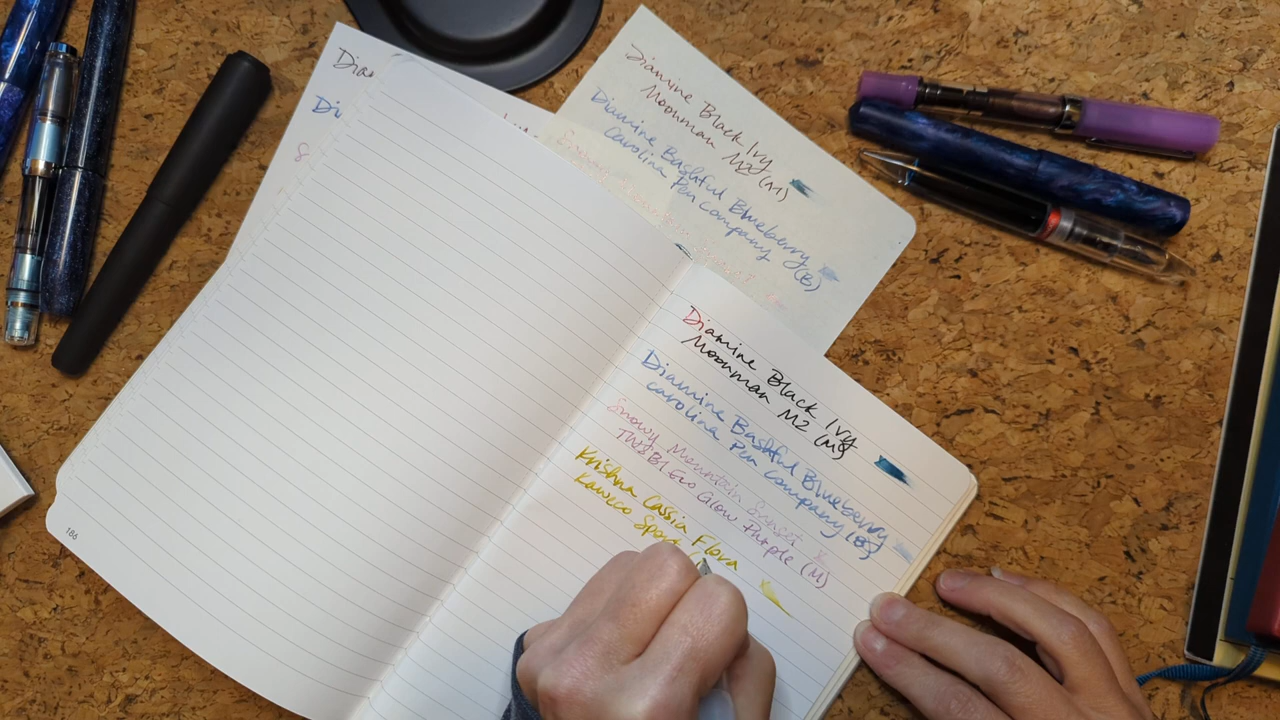 Diamine Black Ivy
Moonman M2 (M)
Diamine Bashful Blueberry
Carolina Pen Company (B)
Diamine Black Ivy
Moonman M2 (M)
Diamine Bashful Blueberry
Carolina Pen Company (B)
Snowy Mountain Sunset
TWSBI Eco Glow Purple (M)
Krishna Cassia Flora
Kaweco Sport
186